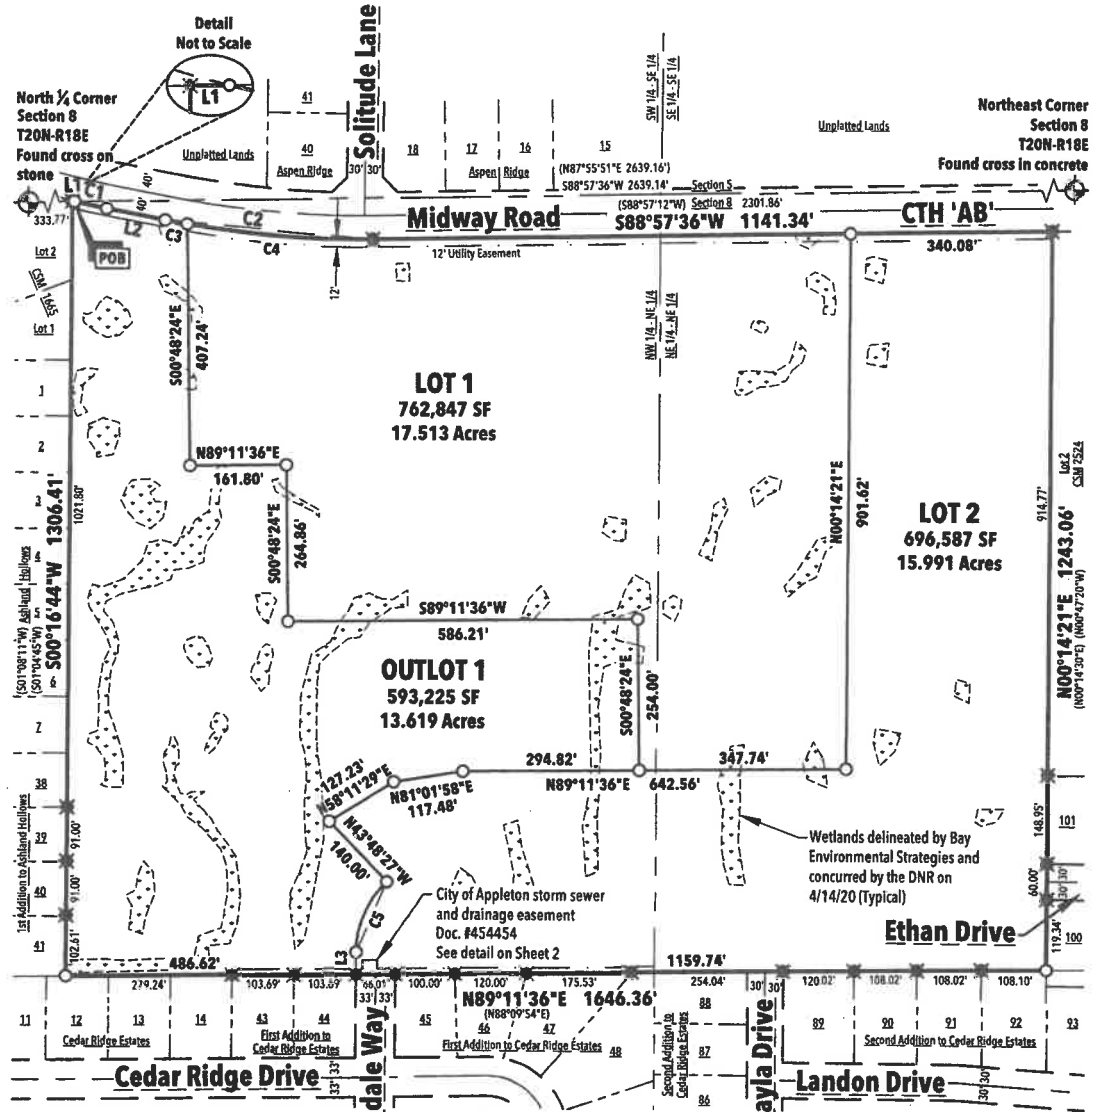 Detail
Not to Scale
L1
North ¼ Corner
Section 8
T20N-R18E
Found cross on
stone
Solitude Lane
SW 1/4 - SE 1/4
SE 1/4 - SE 1/4
Northeast Corner
Section 8
T20N-R18E
Found cross in concrete
Unplatted Lands
41
40
Aspen Ridge
30' 30'
18
17
16
15
Aspen Ridge
Unplatted Lands
(N87°55'51"E 2639.16')
S88°57'36"W 2639.14'
Section 5
(S88°57'12"W)
Section 8
2301.86'
L1
C1
40'
40'
333.77'
L2
C3
C2
C4
Midway Road
S88°57'36"W 1141.34'
CTH 'AB'
340.08'
POB
12' Utility Easement
12'
Lot 2
CSM 1665
Lot 1
S00°48'24"E
407.24'
NW 1/4 - NE 1/4
NE 1/4 - NE 1/4
LOT 1
762,847 SF
17.513 Acres
1
2
3
4
5
6
7
38
39
40
41
N89°11'36"E
161.80'
S00°48'24"E
264.86'
N00°14'21"E
901.62'
LOT 2
696,587 SF
15.991 Acres
Lot 2
CSM 2524
914.77'
N00°14'21"E 1243.06'
(N00°14'30"E) (N00°47'20"W)
1021.80'
S00°16'44"W 1306.41'
(S01°08'11"W)
(S01°04'45"W)
Ashland Hollows
S89°11'36"W
586.21'
OUTLOT 1
593,225 SF
13.619 Acres
S00°48'24"E
254.00'
294.82'
347.74'
N89°11'36"E 642.56'
127.23'
N58°11'29"E
N81°01'58"E
117.48'
N43°48'27"W
140.00'
C5
L3
1st Addition to Ashland Hollows
91.00'
91.00'
102.61'
Wetlands delineated by Bay
Environmental Strategies and
concurred by the DNR on
4/14/20 (Typical)
City of Appleton storm sewer
and drainage easement
Doc. #454454
See detail on Sheet 2
148.95'
101
60.00'
30' 30'
Ethan Drive
119.34'
100
486.62'
1159.74'
279.24'
103.69'
103.69'
66.01'
100.00'
120.00'
175.53'
254.04'
120.02'
108.02'
108.02'
108.10'
N89°11'36"E 1646.36'
(N88°09'54"E)
33' 33'
30' 30'
11
12
13
14
43
44
45
46
47
48
88
87
86
89
90
91
92
93
Cedar Ridge Estates
First Addition to
Cedar Ridge Estates
First Addition to Cedar Ridge Estates
Second Addition to
Cedar Ridge Estates
Second Addition to Cedar Ridge Estates
Cedar Ridge Drive
33' 33'
dale Way
ayla Drive
Landon Drive
30' 30'